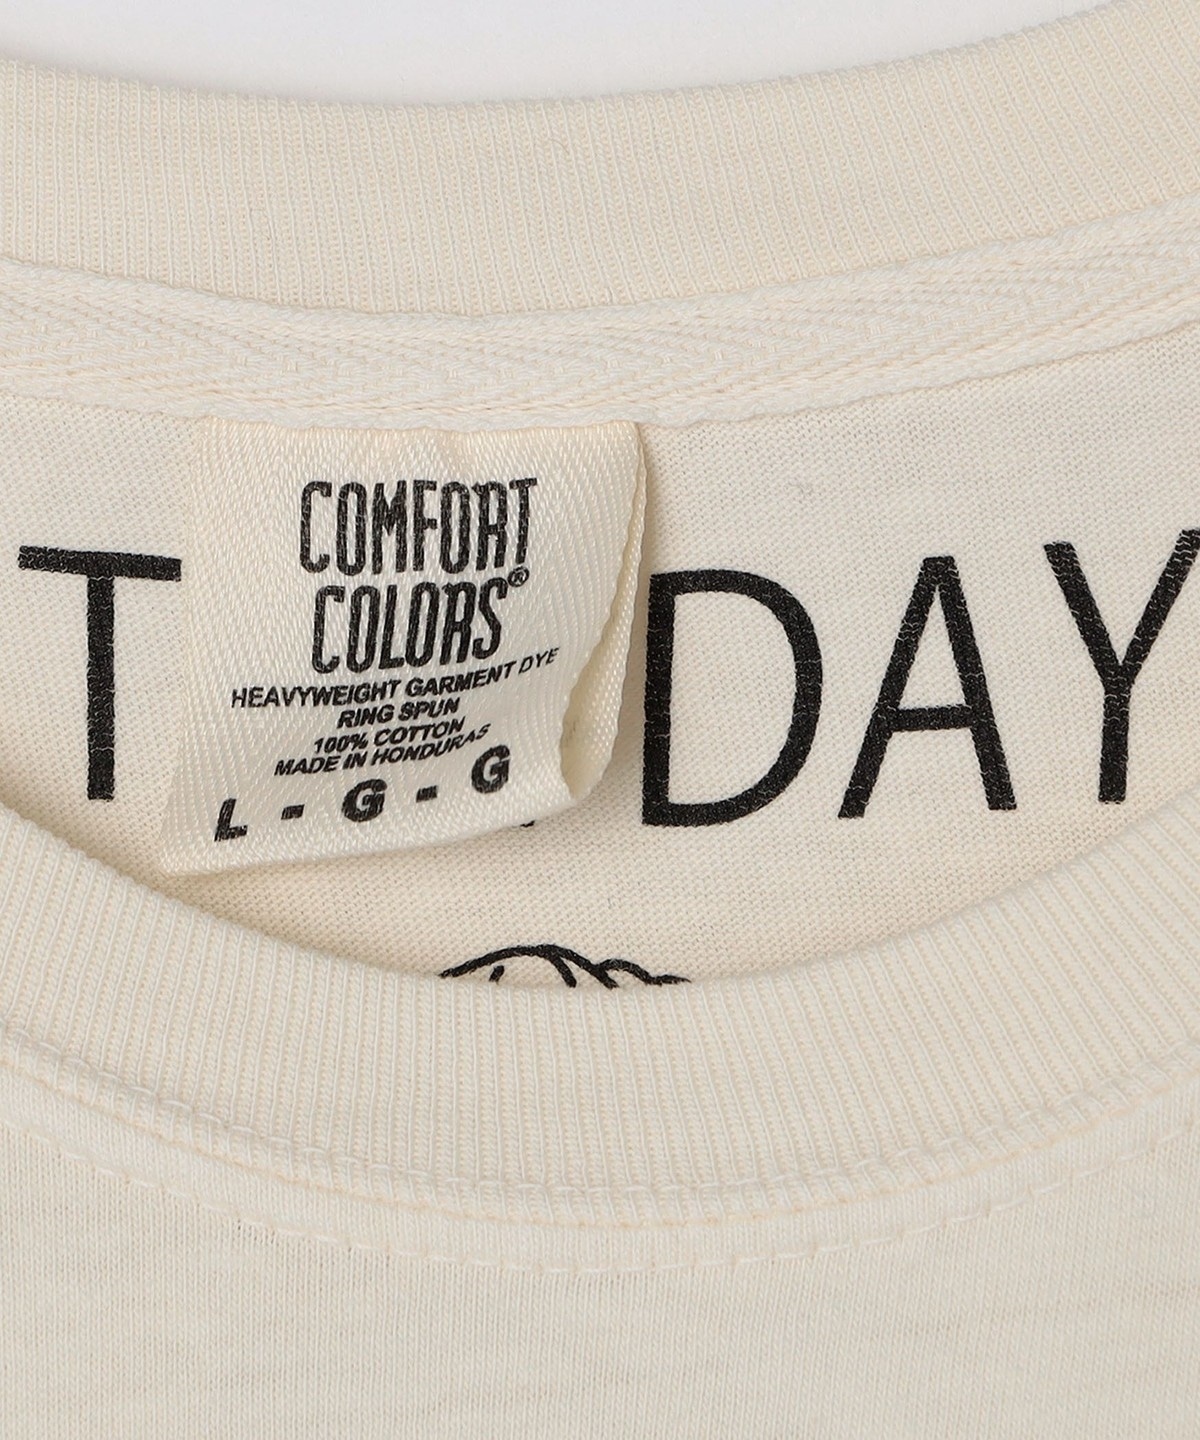 COMFORT
COLORS®
HEAVYWEIGHT GARMENT DYE
RING SPUN
100% COTTON
MADE IN HONDURAS
L - G - G
T DAY